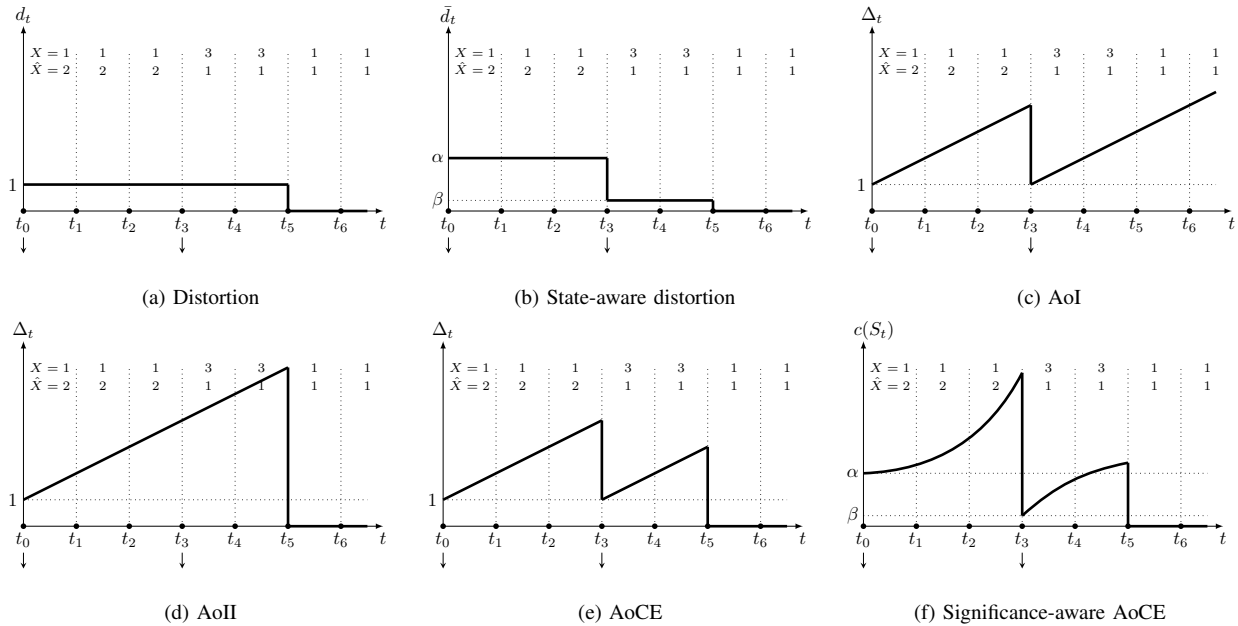 d_t
X = 1 1 1 3 3 1 1
X̂ = 2 2 2 1 1 1 1
1
t_0 t_1 t_2 t_3 t_4 t_5 t_6 t
(a) Distortion
d̄_t
X = 1 1 1 3 3 1 1
X̂ = 2 2 2 1 1 1 1
α
β
t_0 t_1 t_2 t_3 t_4 t_5 t_6 t
(b) State-aware distortion
Δ_t
X = 1 1 1 3 3 1 1
X̂ = 2 2 2 1 1 1 1
1
t_0 t_1 t_2 t_3 t_4 t_5 t_6 t
(c) AoI
Δ_t
X = 1 1 1 3 3 1 1
X̂ = 2 2 2 1 1 1 1
1
t_0 t_1 t_2 t_3 t_4 t_5 t_6 t
(d) AoII
Δ_t
X = 1 1 1 3 3 1 1
X̂ = 2 2 2 1 1 1 1
1
t_0 t_1 t_2 t_3 t_4 t_5 t_6 t
(e) AoCE
c(S_t)
X = 1 1 1 3 3 1 1
X̂ = 2 2 2 1 1 1 1
α
β
t_0 t_1 t_2 t_3 t_4 t_5 t_6 t
(f) Significance-aware AoCE